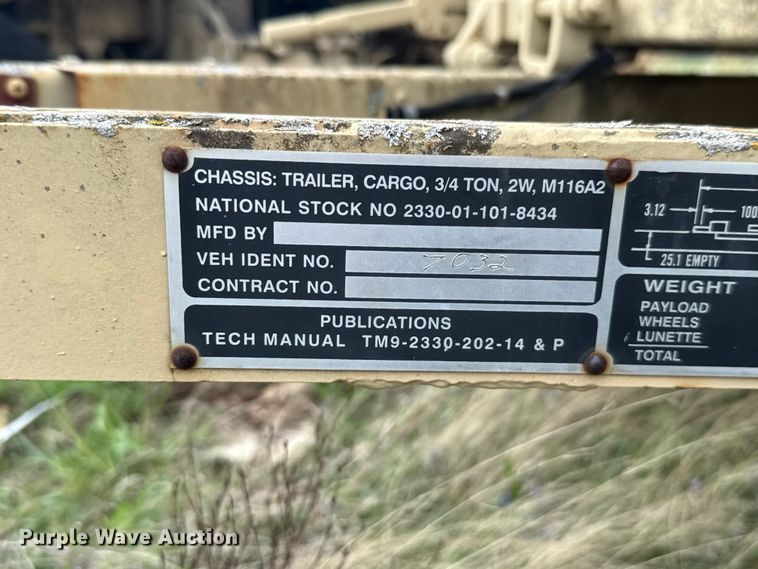 CHASSIS: TRAILER, CARGO, 3/4 TON, 2W, M116A2
NATIONAL STOCK NO 2330-01-101-8434
MFD BY
VEH IDENT NO. 7032
CONTRACT NO.
PUBLICATIONS
TECH MANUAL TM9-2330-202-14 & P
3.12
100
25.1 EMPTY
WEIGHT
PAYLOAD
WHEELS
LUNETTE
TOTAL
Purple Wave Auction